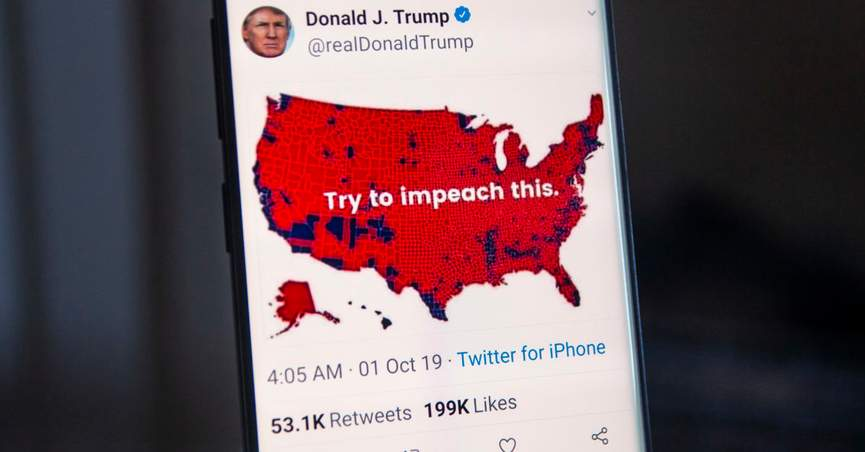 Donald J. Trump
@realDonaldTrump
Try to impeach this.
4:05 AM · 01 Oct 19 · Twitter for iPhone
53.1K Retweets 199K Likes